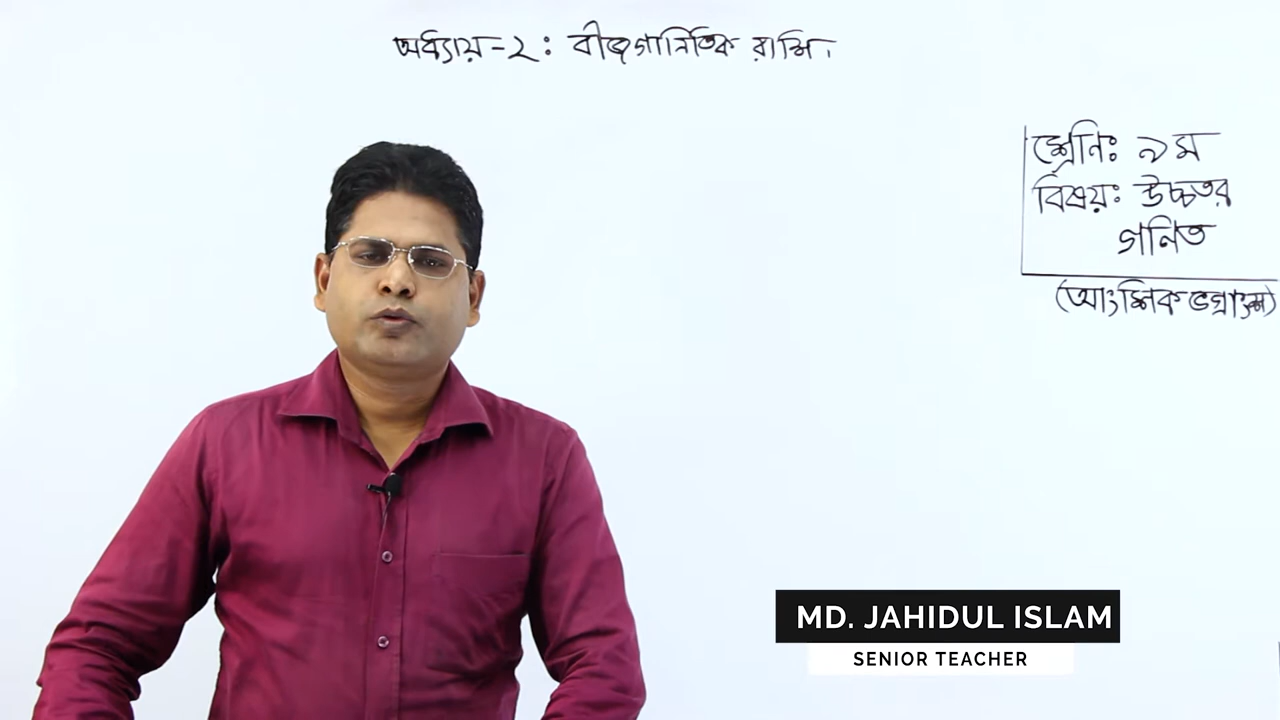 অধ্যায়-২: বীজগানিতিক রাশি।
শ্রেনিঃ ৯ম
বিষয়ঃ উচ্চতর
গনিত
(আংশিক ভগ্নাংশ)
MD. JAHIDUL ISLAM
SENIOR TEACHER